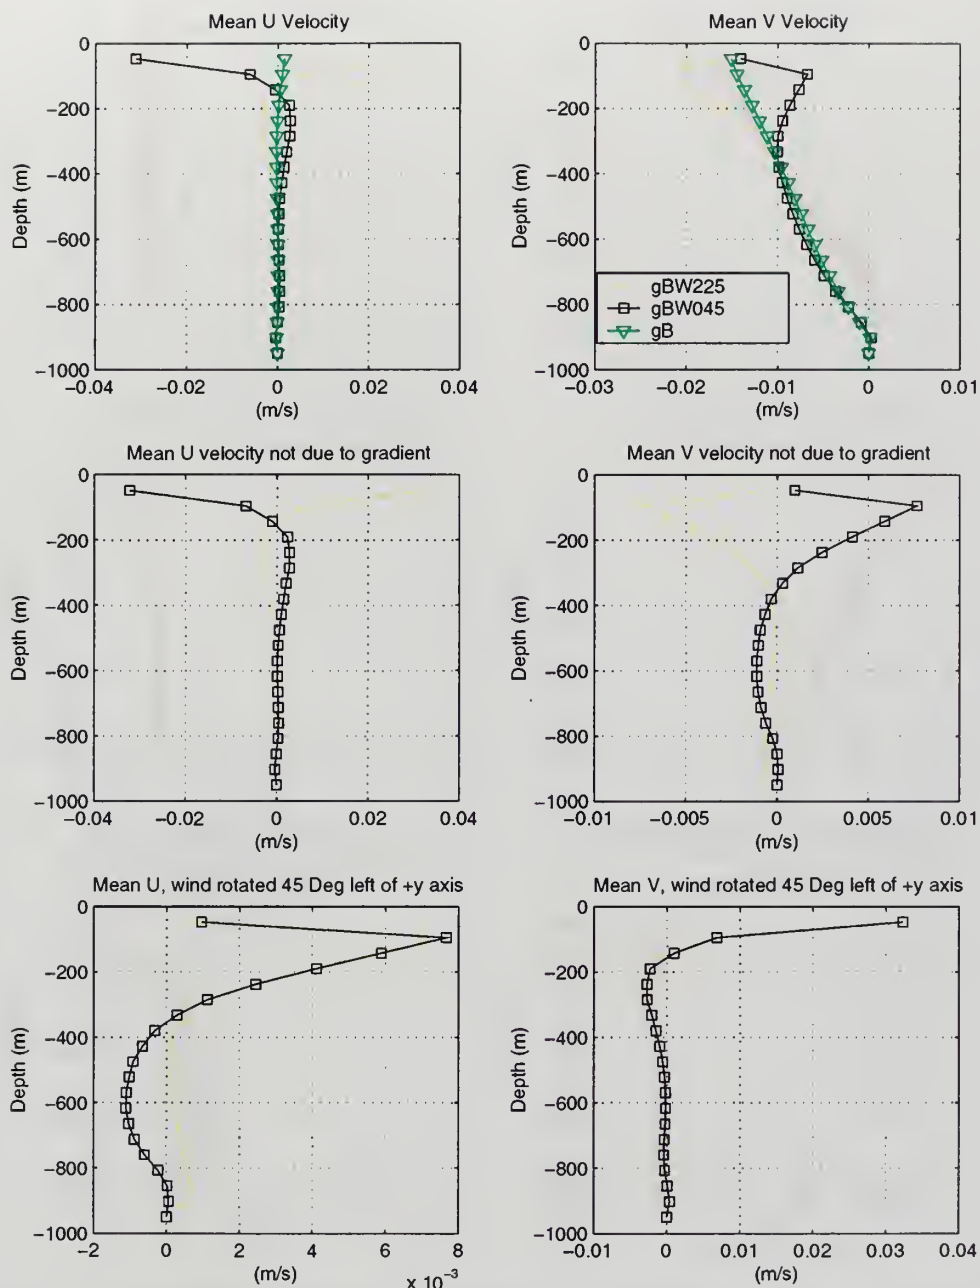 Mean U Velocity
0
−200
−400
−600
−800
−1000
Depth (m)
−0.04 −0.02 0 0.02 0.04
(m/s)
Mean V Velocity
0
−200
−400
−600
−800
−1000
Depth (m)
gBW225
gBW045
gB
−0.03 −0.02 −0.01 0 0.01
(m/s)
Mean U velocity not due to gradient
0
−200
−400
−600
−800
−1000
Depth (m)
−0.04 −0.02 0 0.02 0.04
(m/s)
Mean V velocity not due to gradient
0
−200
−400
−600
−800
−1000
Depth (m)
−0.01 −0.005 0 0.005 0.01
(m/s)
Mean U, wind rotated 45 Deg left of +y axis
0
−200
−400
−600
−800
−1000
Depth (m)
−2 0 2 4 6 8
(m/s)
x 10⁻³
Mean V, wind rotated 45 Deg left of +y axis
0
−200
−400
−600
−800
−1000
Depth (m)
−0.01 0 0.01 0.02 0.03 0.04
(m/s)